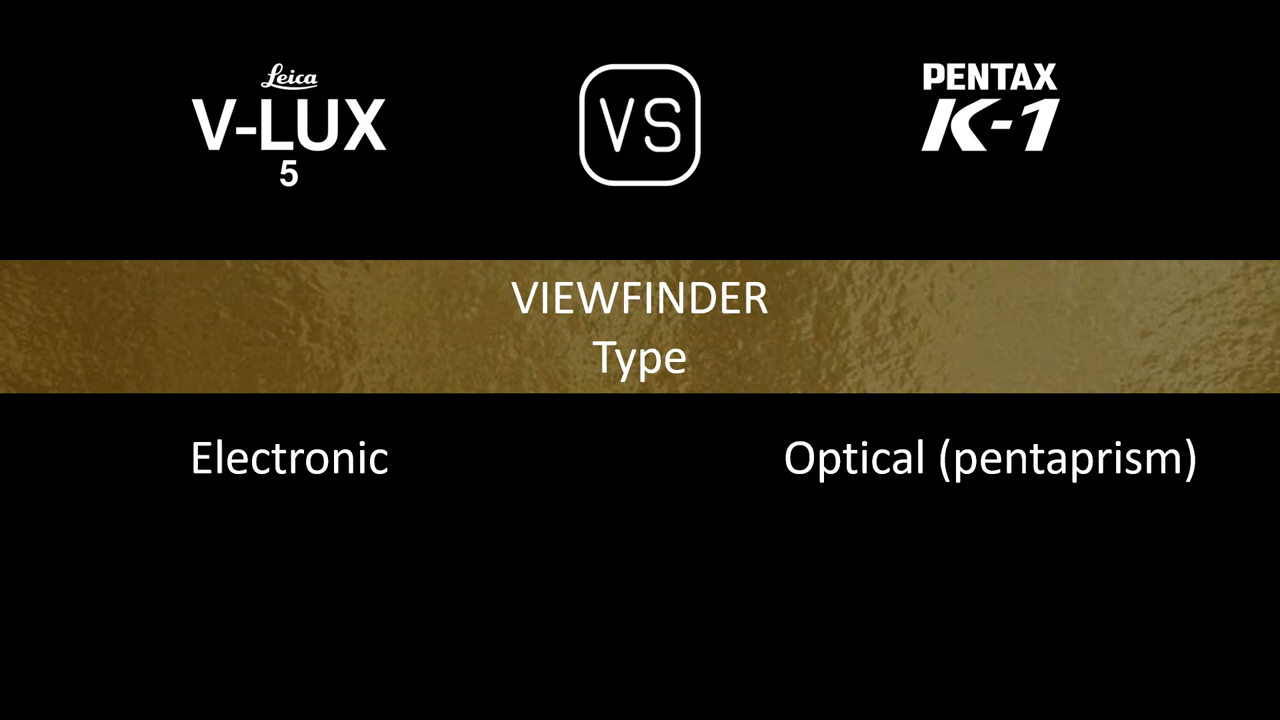 Leica
V-LUX
5
VS
PENTAX
K-1
VIEWFINDER
Type
Electronic
Optical (pentaprism)